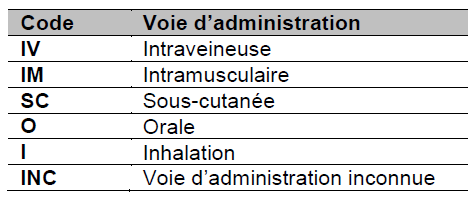 Code Voie d’administration
IV Intraveineuse
IM Intramusculaire
SC Sous-cutanée
O Orale
I Inhalation
INC Voie d’administration inconnue